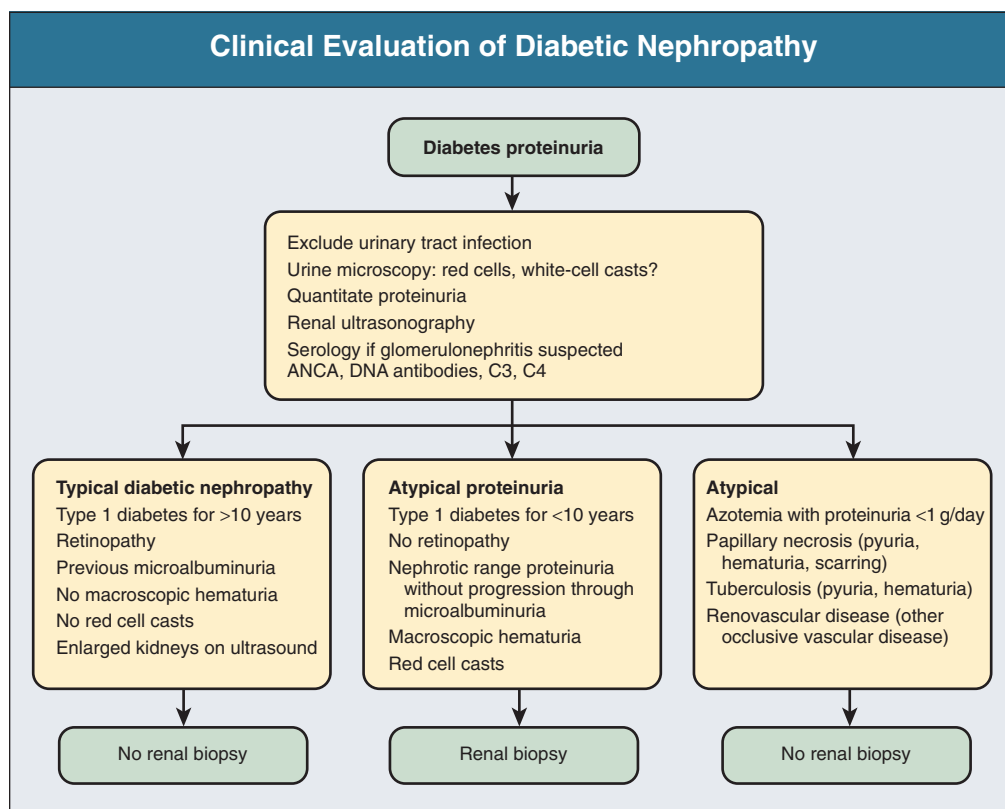 Clinical Evaluation of Diabetic Nephropathy
Diabetes proteinuria
Exclude urinary tract infection
Urine microscopy: red cells, white-cell casts?
Quantitate proteinuria
Renal ultrasonography
Serology if glomerulonephritis suspected
ANCA, DNA antibodies, C3, C4
Typical diabetic nephropathy
Type 1 diabetes for >10 years
Retinopathy
Previous microalbuminuria
No macroscopic hematuria
No red cell casts
Enlarged kidneys on ultrasound
No renal biopsy
Atypical proteinuria
Type 1 diabetes for <10 years
No retinopathy
Nephrotic range proteinuria
without progression through
microalbuminuria
Macroscopic hematuria
Red cell casts
Renal biopsy
Atypical
Azotemia with proteinuria <1 g/day
Papillary necrosis (pyuria,
hematuria, scarring)
Tuberculosis (pyuria, hematuria)
Renovascular disease (other
occlusive vascular disease)
No renal biopsy